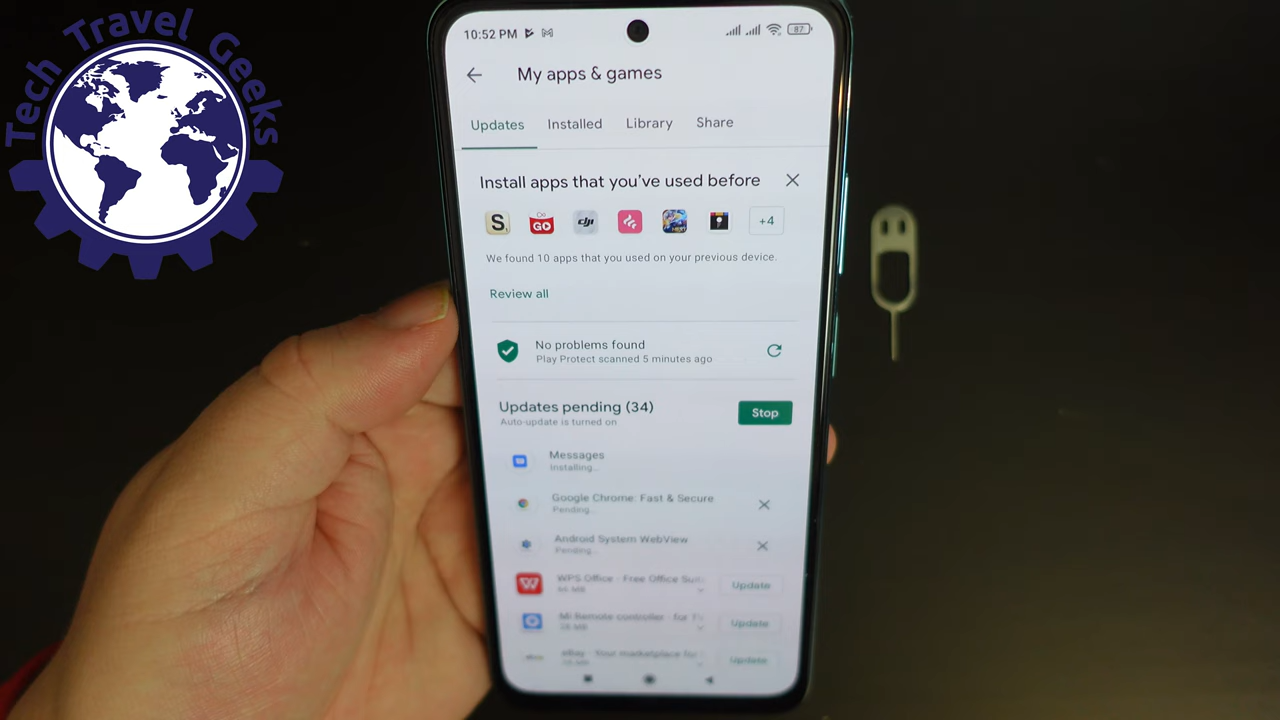 Tech Travel Geeks
10:52 PM
87
My apps & games
Updates Installed Library Share
Install apps that you've used before
S GO dji +4
We found 10 apps that you used on your previous device.
Review all
No problems found
Play Protect scanned 5 minutes ago
Updates pending (34)
Stop
Auto-update is turned on
Messages
Installing...
Google Chrome: Fast & Secure
Pending...
Android System WebView
Pending...
WPS Office - Free Office Suit
Update
Mi Remote controller - for T
Update
eBay - Your marketplace for
Update